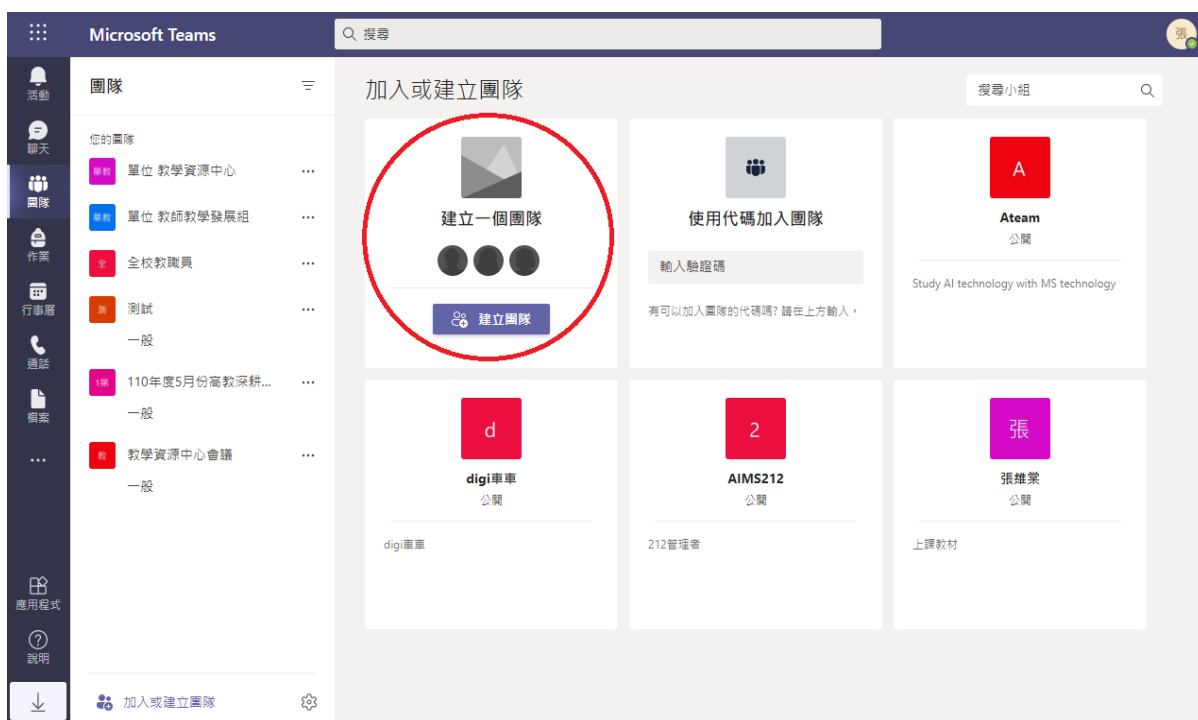 Microsoft Teams
搜尋
張
活動
聊天
團隊
作業
行事曆
通話
檔案
應用程式
說明
團隊
您的團隊
單教 單位 教學資源中心
單教 單位 教師教學發展組
全 全校教職員
測 測試
一般
1第 110年度5月份高教深耕...
一般
教 教學資源中心會議
一般
加入或建立團隊
加入或建立團隊
搜尋小組
建立一個團隊
建立團隊
使用代碼加入團隊
輸入驗證碼
有可以加入團隊的代碼嗎? 請在上方輸入。
A
Ateam
公開
Study AI technology with MS technology
d
digi車車
公開
digi車車
2
AIMS212
公開
212管理者
張
張維棠
公開
上課教材